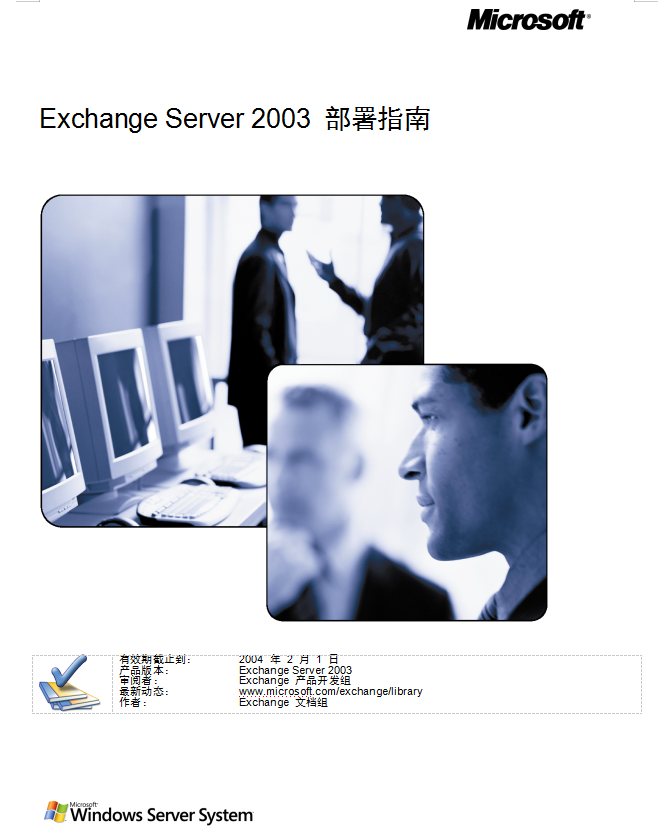 Microsoft®
Exchange Server 2003 部署指南
有效期截止到： 2004 年 2 月 1 日
产品版本： Exchange Server 2003
审阅者： Exchange 产品开发组
最新动态： www.microsoft.com/exchange/library
作者： Exchange 文档组
Microsoft®
Windows Server System™